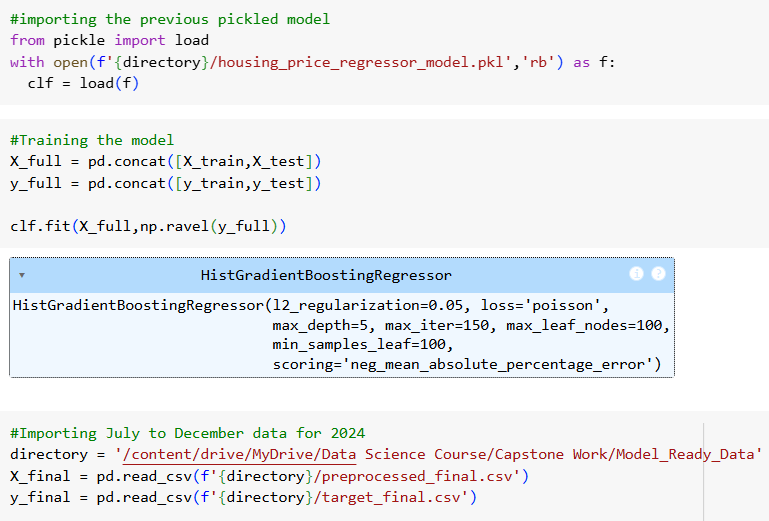 #importing the previous pickled model
from pickle import load
with open(f'{directory}/housing_price_regressor_model.pkl','rb') as f:
  clf = load(f)
#Training the model
X_full = pd.concat([X_train,X_test])
y_full = pd.concat([y_train,y_test])
clf.fit(X_full,np.ravel(y_full))
▾ HistGradientBoostingRegressor i ?
HistGradientBoostingRegressor(l2_regularization=0.05, loss='poisson',
                              max_depth=5, max_iter=150, max_leaf_nodes=100,
                              min_samples_leaf=100,
                              scoring='neg_mean_absolute_percentage_error')
#Importing July to December data for 2024
directory = '/content/drive/MyDrive/Data Science Course/Capstone Work/Model_Ready_Data'
X_final = pd.read_csv(f'{directory}/preprocessed_final.csv')
y_final = pd.read_csv(f'{directory}/target_final.csv')